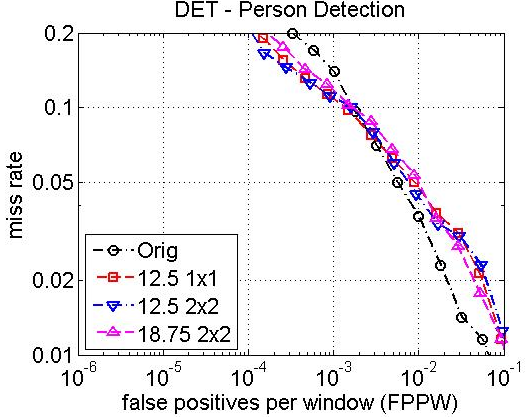 DET - Person Detection
0.2
0.1
0.05
0.02
0.01
miss rate
Orig
12.5 1x1
12.5 2x2
18.75 2x2
10^-6 10^-5 10^-4 10^-3 10^-2 10^-1
false positives per window (FPPW)